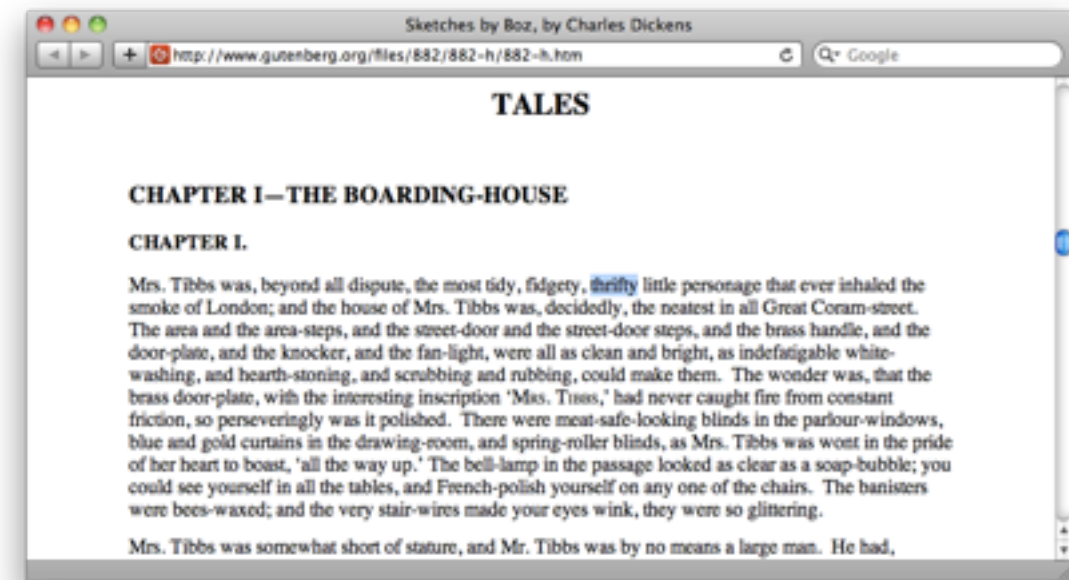 Sketches by Boz, by Charles Dickens
http://www.gutenberg.org/files/882/882-h/882-h.htm
Google
TALES
CHAPTER I—THE BOARDING-HOUSE
CHAPTER I.
Mrs. Tibbs was, beyond all dispute, the most tidy, fidgety, thrifty little personage that ever inhaled the
smoke of London; and the house of Mrs. Tibbs was, decidedly, the neatest in all Great Coram-street.
The area and the area-steps, and the street-door and the street-door steps, and the brass handle, and the
door-plate, and the knocker, and the fan-light, were all as clean and bright, as indefatigable white-
washing, and hearth-stoning, and scrubbing and rubbing, could make them.  The wonder was, that the
brass door-plate, with the interesting inscription ‘MRS. TIBBS,’ had never caught fire from constant
friction, so perseveringly was it polished.  There were meat-safe-looking blinds in the parlour-windows,
blue and gold curtains in the drawing-room, and spring-roller blinds, as Mrs. Tibbs was wont in the pride
of her heart to boast, ‘all the way up.’ The bell-lamp in the passage looked as clear as a soap-bubble; you
could see yourself in all the tables, and French-polish yourself on any one of the chairs.  The banisters
were bees-waxed; and the very stair-wires made your eyes wink, they were so glittering.
Mrs. Tibbs was somewhat short of stature, and Mr. Tibbs was by no means a large man.  He had,